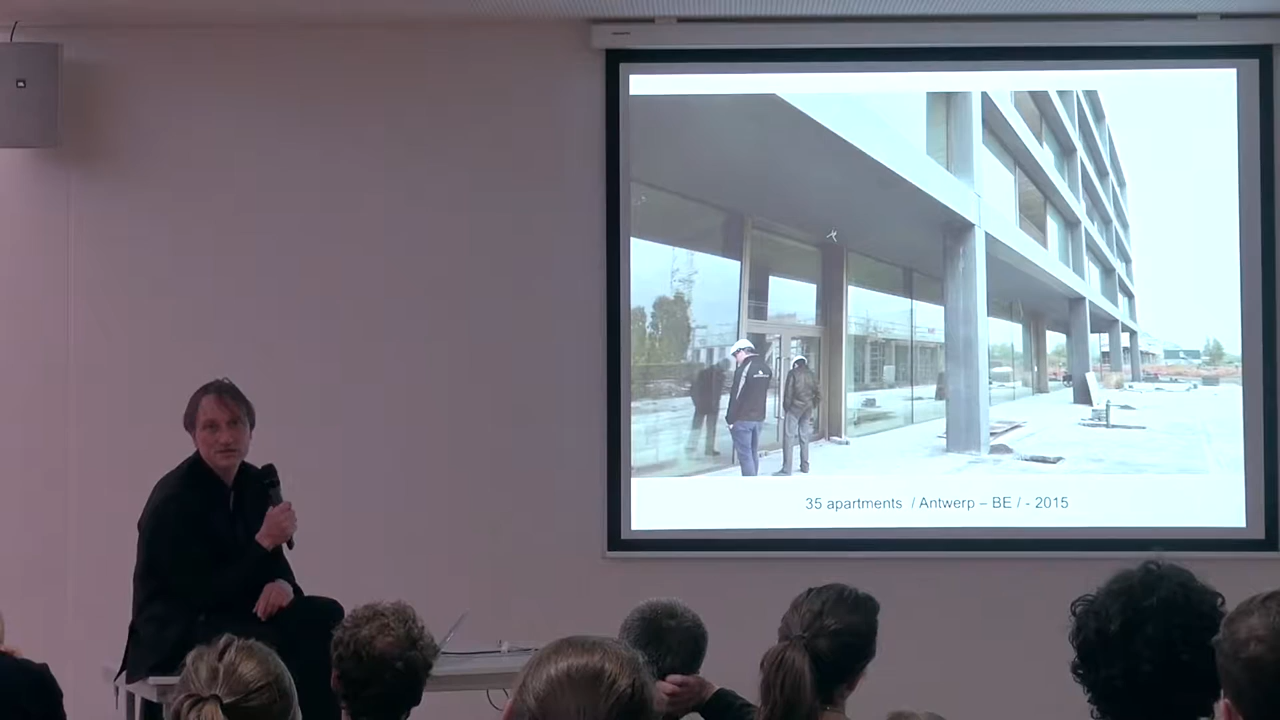 35 apartments / Antwerp – BE / - 2015